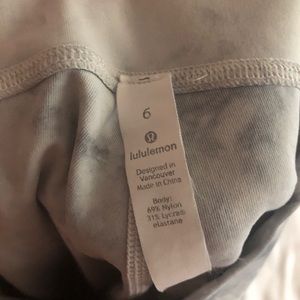 6
lululemon
Designed in
Vancouver
Made in China
Body:
69% Nylon
31% Lycra®
elastane